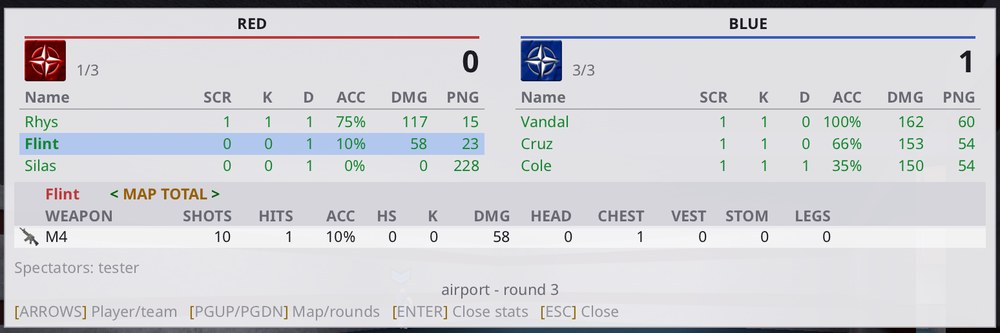 RED
1/3 0
Name SCR K D ACC DMG PNG
Rhys 1 1 1 75% 117 15
Flint 0 0 1 10% 58 23
Silas 0 0 1 0% 0 228
BLUE
3/3 1
Name SCR K D ACC DMG PNG
Vandal 1 1 0 100% 162 60
Cruz 1 1 0 66% 153 54
Cole 1 1 1 35% 150 54
Flint < MAP TOTAL >
WEAPON SHOTS HITS ACC HS K DMG HEAD CHEST VEST STOM LEGS
M4 10 1 10% 0 0 58 0 1 0 0 0
Spectators: tester
airport - round 3
[ARROWS] Player/team [PGUP/PGDN] Map/rounds [ENTER] Close stats [ESC] Close